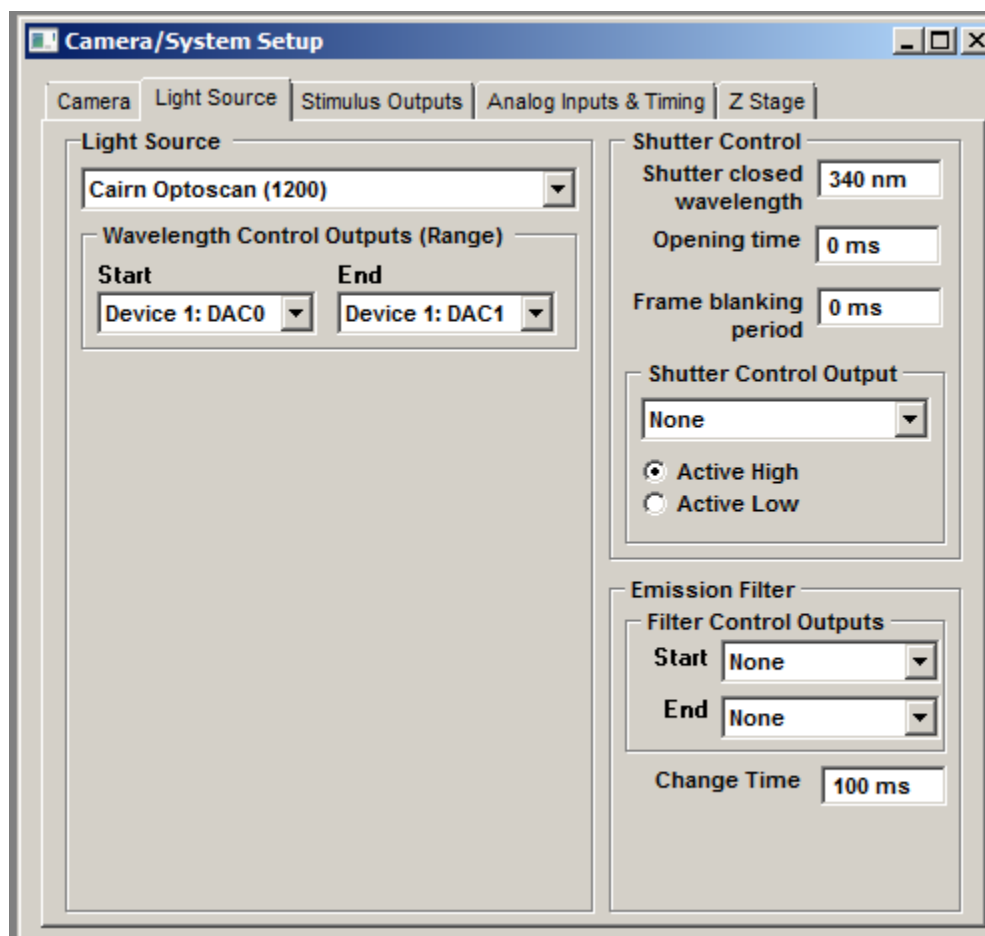 Camera/System Setup
Camera Light Source Stimulus Outputs Analog Inputs & Timing Z Stage
Light Source
Cairn Optoscan (1200)
Wavelength Control Outputs (Range)
Start End
Device 1: DAC0 Device 1: DAC1
Shutter Control
Shutter closed
wavelength
340 nm
Opening time 0 ms
Frame blanking
period
0 ms
Shutter Control Output
None
Active High
Active Low
Emission Filter
Filter Control Outputs
Start None
End None
Change Time 100 ms